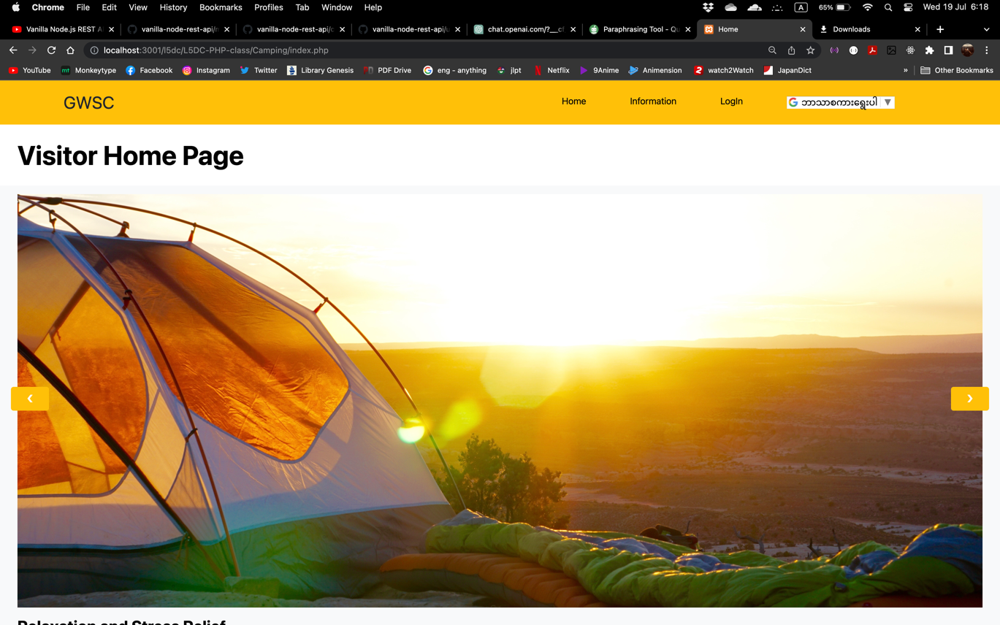 Chrome File Edit View History Bookmarks Profiles Tab Window Help A 65% Wed 19 Jul 6:18
Vanilla Node.js REST A vanilla-node-rest-api/ vanilla-node-rest-api/ vanilla-node-rest-api/ chat.openai.com/?__cf Paraphrasing Tool - Qu Home Downloads
localhost:3001/l5dc/L5DC-PHP-class/Camping/index.php
YouTube mt Monkeytype Facebook Instagram Twitter Library Genesis PDF Drive eng - anything jlpt Netflix 9Anime Animension 2 watch2Watch JapanDict » Other Bookmarks
GWSC Home Information LogIn ဘာသာစကားရွေးပါ ▼
Visitor Home Page
Relaxation and Stress Relief